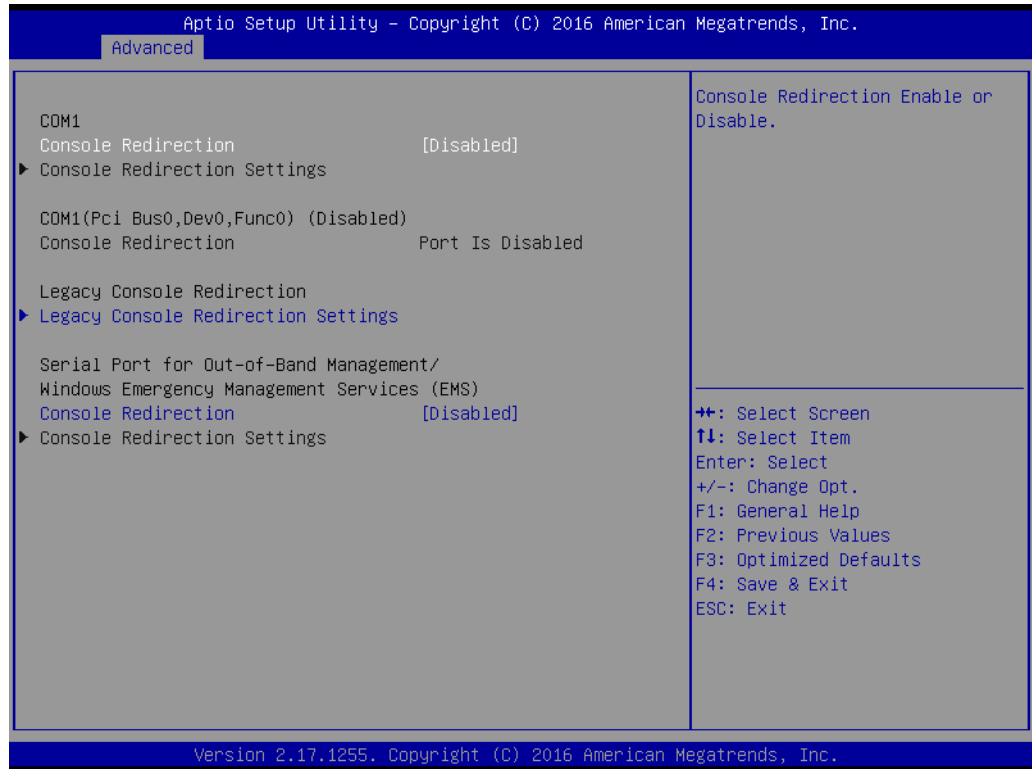 Aptio Setup Utility – Copyright (C) 2016 American Megatrends, Inc.
Advanced
COM1
Console Redirection [Disabled]
▶ Console Redirection Settings
COM1(Pci Bus0,Dev0,Func0) (Disabled)
Console Redirection Port Is Disabled
Legacy Console Redirection
▶ Legacy Console Redirection Settings
Serial Port for Out-of-Band Management/
Windows Emergency Management Services (EMS)
Console Redirection [Disabled]
▶ Console Redirection Settings
Console Redirection Enable or
Disable.
→←: Select Screen
↑↓: Select Item
Enter: Select
+/-: Change Opt.
F1: General Help
F2: Previous Values
F3: Optimized Defaults
F4: Save & Exit
ESC: Exit
Version 2.17.1255. Copyright (C) 2016 American Megatrends, Inc.